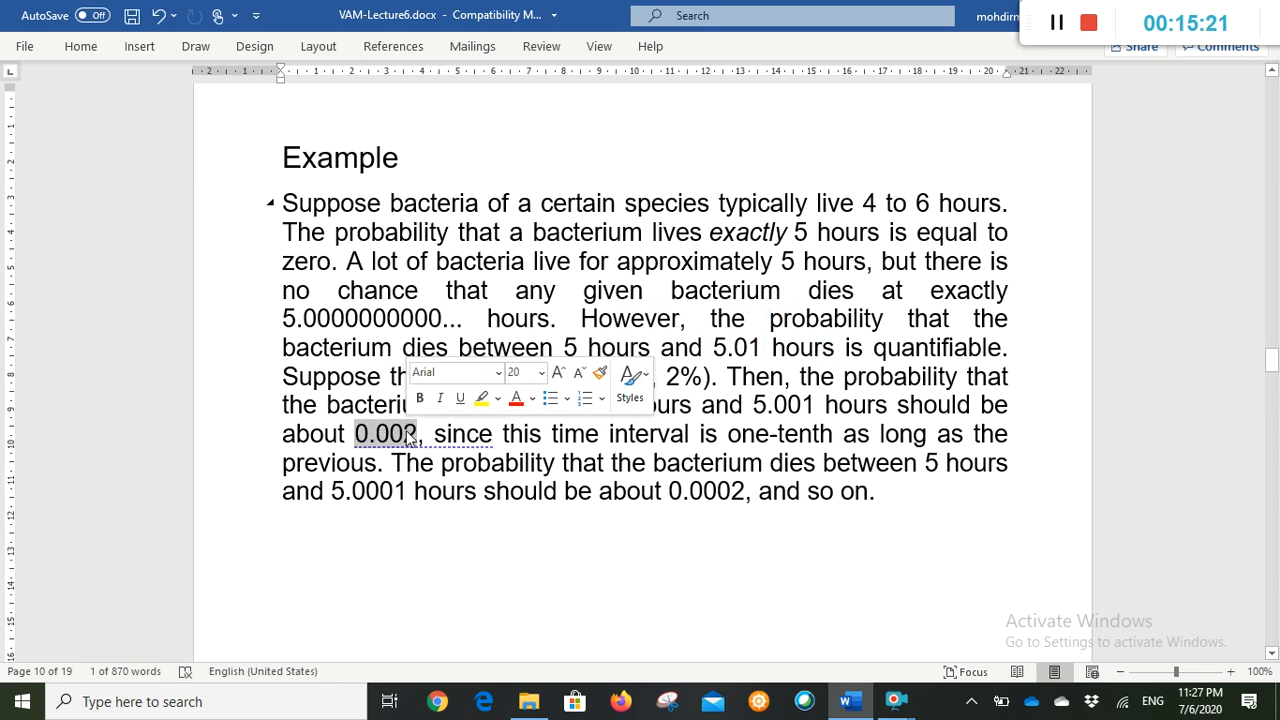 AutoSave Off VAM-Lecture6.docx - Compatibility M... Search mohdirn 00:15:21
File Home Insert Draw Design Layout References Mailings Review View Help Share Comments
Example
Suppose bacteria of a certain species typically live 4 to 6 hours.
The probability that a bacterium lives exactly 5 hours is equal to
zero. A lot of bacteria live for approximately 5 hours, but there is
no chance that any given bacterium dies at exactly
5.0000000000... hours. However, the probability that the
bacterium dies between 5 hours and 5.01 hours is quantifiable.
Suppose 2%). Then, the probability that
Arial 20
the and 5.001 hours should be
B I U A Styles
about 0.002, since this time interval is one-tenth as long as the
previous. The probability that the bacterium dies between 5 hours
and 5.0001 hours should be about 0.0002, and so on.
Activate Windows
Go to Settings to activate Windows.
Page 10 of 19 1 of 870 words English (United States) Focus 100%
Type here to search ENG 11:27 PM
7/6/2020